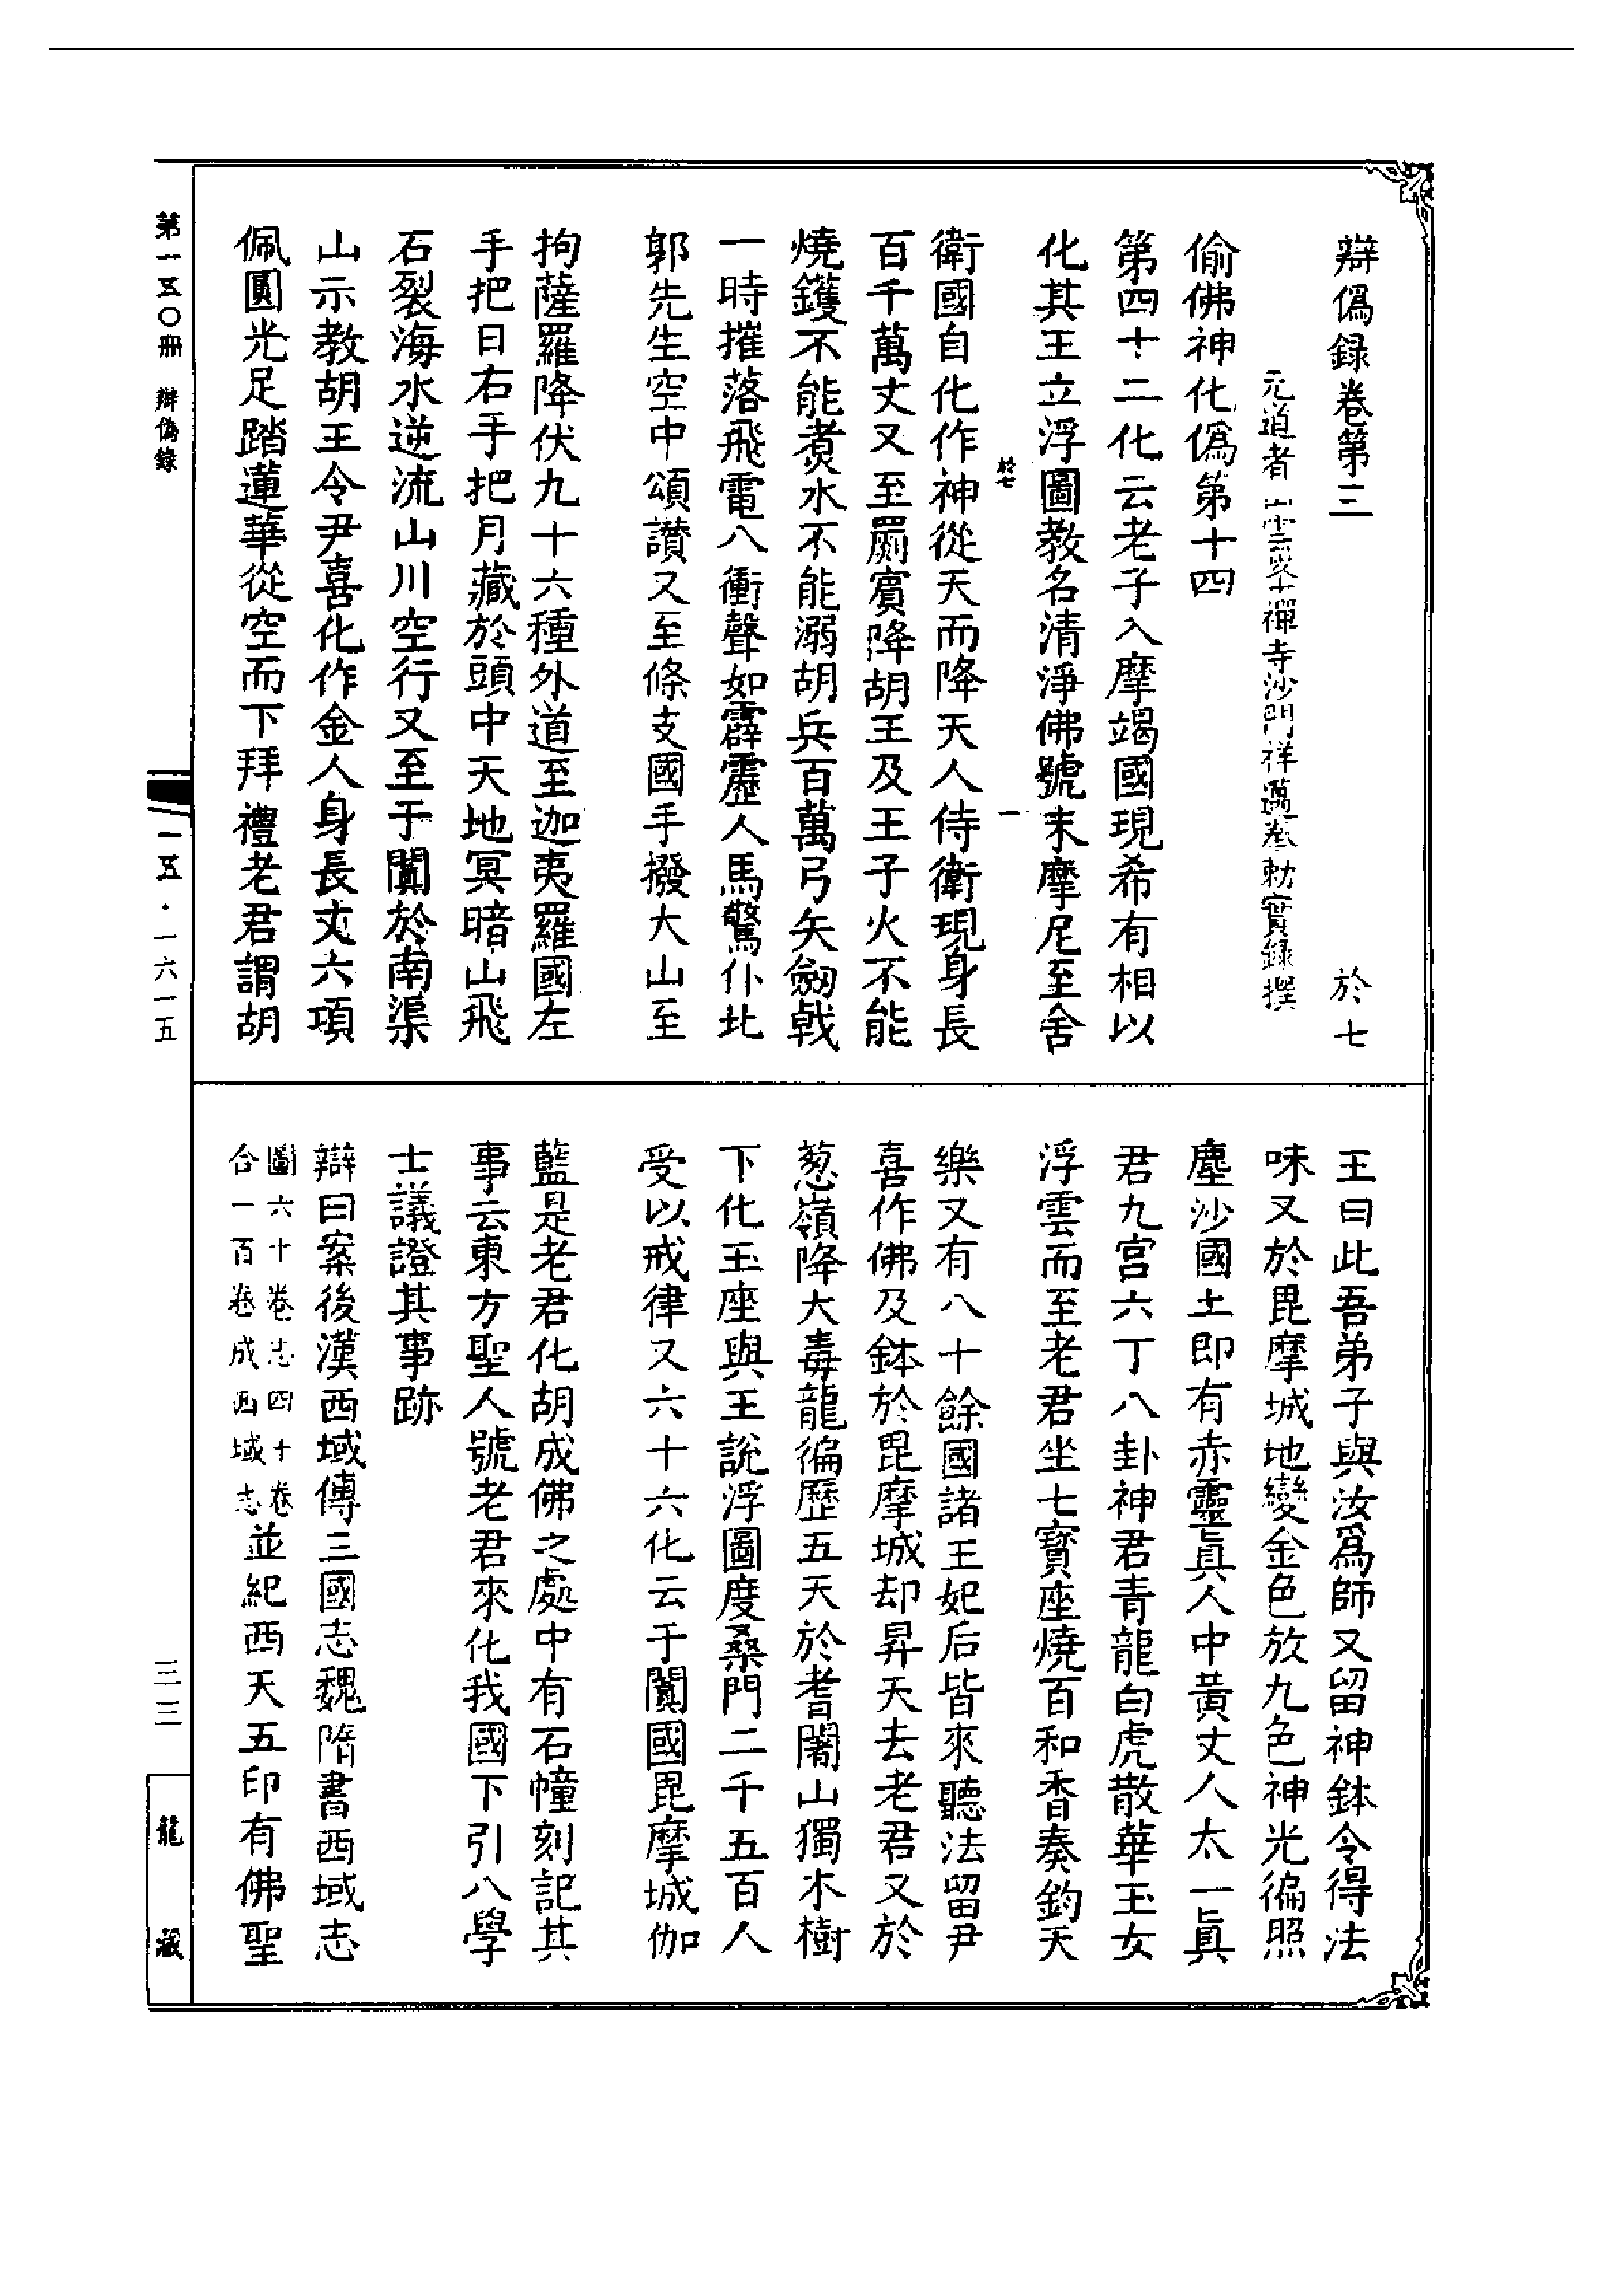 辯僞録卷第三 於七
元道者山雲峯禪寺沙門祥邁奉勅實録撰
偷佛神化僞第十四
第四十二化云老子入摩竭國現希有相以
化其王立浮圖教名清淨佛號末摩尼至舍
於七 一
衛國自化作神從天而降天人侍衛現身長
百千萬丈又至罽賓降胡王及王子火不能
燒鑊不能煑水不能溺胡兵百萬弓矢劒戟
一時摧落飛電八衝聲如霹靂人馬驚仆北
郭先生空中頌讚又至條支國手撥大山至
拘薩羅降伏九十六種外道至迦夷羅國左
手把日右手把月藏於頭中天地冥暗山飛
石裂海水逆流山川空行又至于闐於南渠
山示教胡王令尹喜化作金人身長丈六項
佩圓光足踏蓮華從空而下拜禮老君謂胡
王曰此吾弟子與汝爲師又留神鉢令得法
味又於毘摩城地變金色放九色神光徧照
塵沙國土即有赤靈眞人中黃丈人太一眞
君九宮六丁八卦神君青龍白虎散華玉女
浮雲而至老君坐七寶座燒百和香奏鈞天
樂又有八十餘國諸王妃后皆來聽法留尹
喜作佛及鉢於毘摩城却昇天去老君又於
葱嶺降大毒龍徧歷五天於耆闍山獨木樹
下化玉座與王說浮圖度桑門二千五百人
受以戒律又六十六化云于闐國毘摩城伽
藍是老君化胡成佛之處中有石幢刻記其
事云東方聖人號老君來化我國下引八學
士議證其事跡
辯曰案後漢西域傳三國志魏隋書西域志
圖六十卷志四十卷
合一百卷成西域志
並紀西天五印有佛聖
第一五〇冊 辯偽錄
一五·一六一五
三三
龍藏